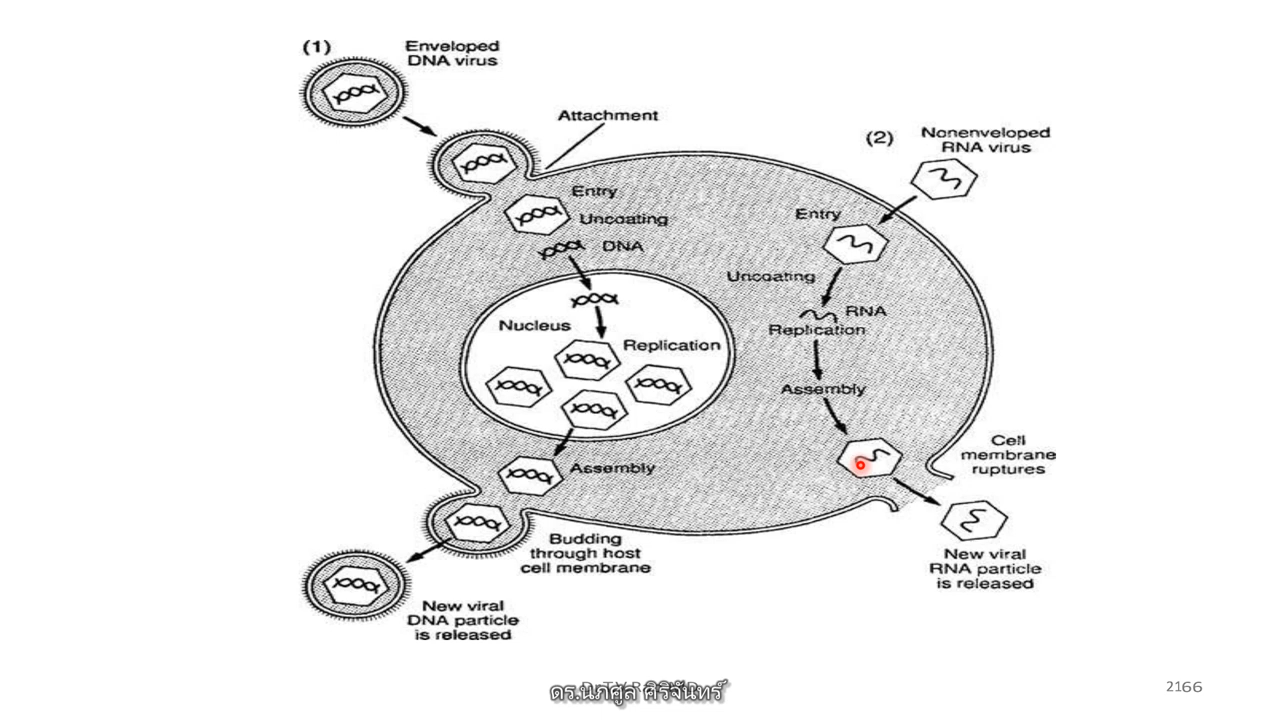 (1)
Enveloped
DNA virus
Attachment
(2)
Nonenveloped
RNA virus
Entry
Uncoating
DNA
Entry
Uncoating
RNA
Replication
Nucleus
Replication
Assembly
Assembly
Cell
membrane
ruptures
Budding
through host
cell membrane
New viral
RNA particle
is released
New viral
DNA particle
is released
ดร.นภศูล ศิริจันทร์
2166